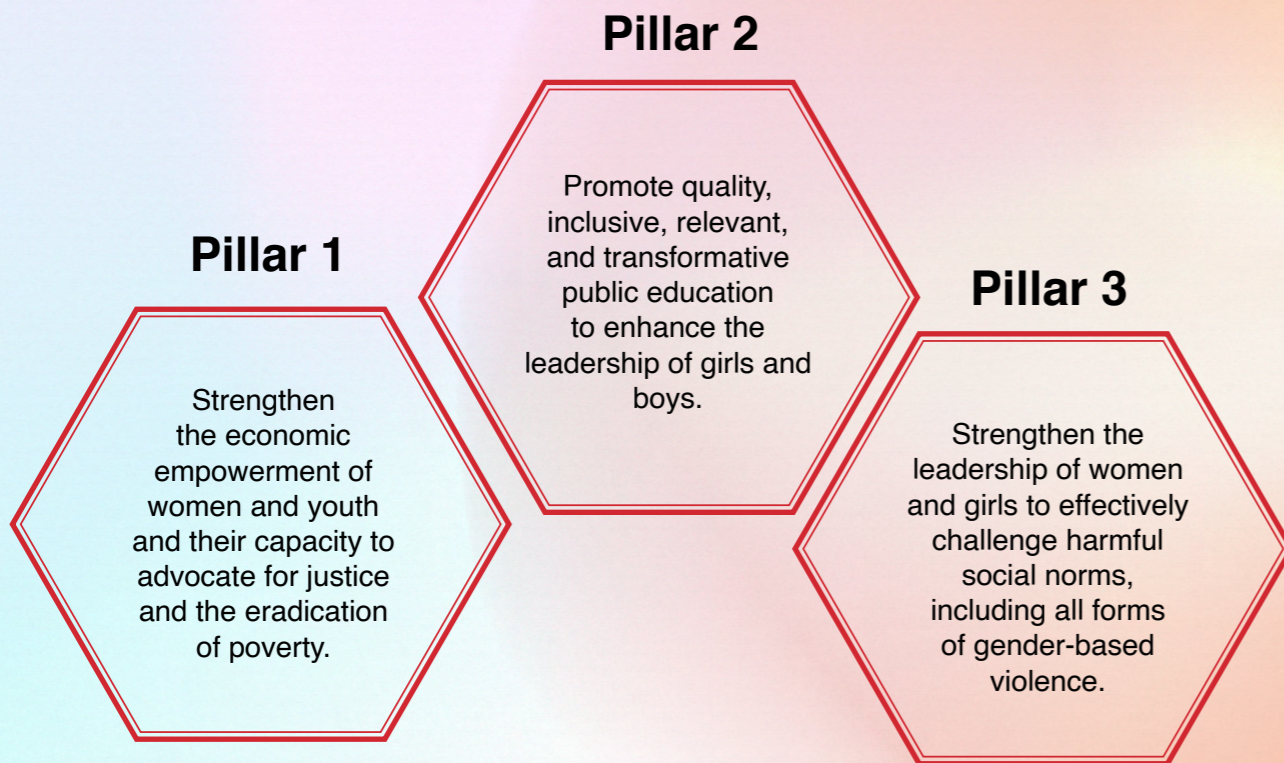 Pillar 1
Strengthen
the economic
empowerment of
women and youth
and their capacity to
advocate for justice
and the eradication
of poverty.
Pillar 2
Promote quality,
inclusive, relevant,
and transformative
public education
to enhance the
leadership of girls and
boys.
Pillar 3
Strengthen the
leadership of women
and girls to effectively
challenge harmful
social norms,
including all forms
of gender-based
violence.